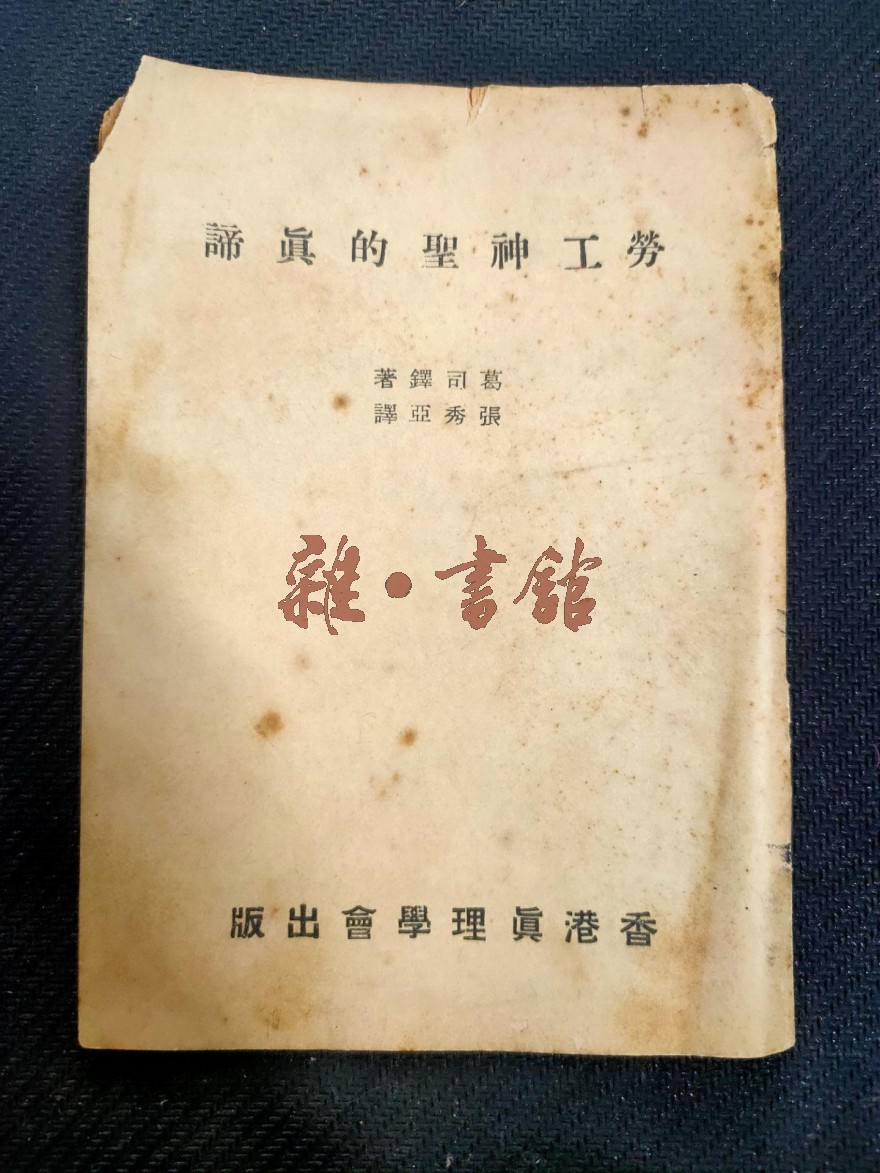 勞工神聖的眞諦
葛司鐸著
張秀亞譯
雜·書館
香港眞理學會出版